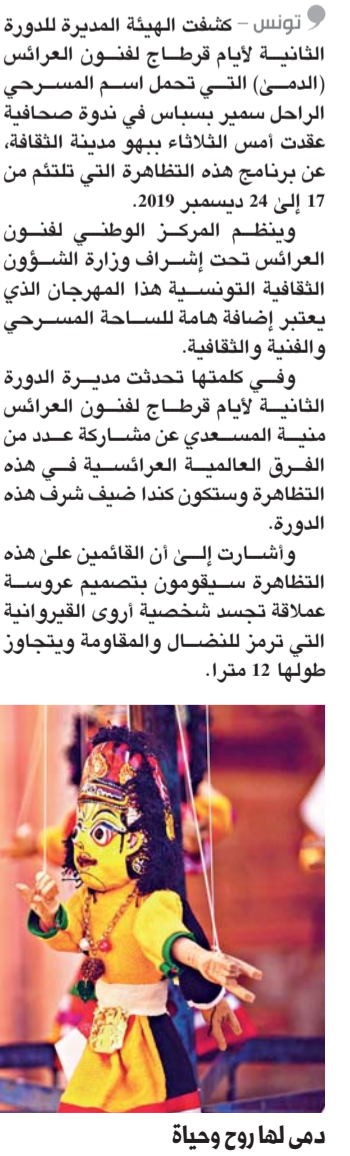 تونس – كشفت الهيئة المديرة للدورة
الثانية لأيام قرطاج لفنون العرائس
(الدمى) التي تحمل اسم المسرحي
الراحل سمير بسباس في ندوة صحافية
عقدت أمس الثلاثاء ببهو مدينة الثقافة،
عن برنامج هذه التظاهرة التي تلتئم من
17 إلى 24 ديسمبر 2019.
وينظم المركز الوطني لفنون
العرائس تحت إشراف وزارة الشؤون
الثقافية التونسية هذا المهرجان الذي
يعتبر إضافة هامة للساحة المسرحي
والفنية والثقافية.
وفي كلمتها تحدثت مديرة الدورة
الثانية لأيام قرطاج لفنون العرائس
منية المسعدي عن مشاركة عدد من
الفرق العالمية العرائسية في هذه
التظاهرة وستكون كندا ضيف شرف هذه
الدورة.
وأشارت إلى أن القائمين على هذه
التظاهرة سيقومون بتصميم عروسة
عملاقة تجسد شخصية أروى القيروانية
التي ترمز للنضال والمقاومة ويتجاوز
طولها 12 مترا.
دمى لها روح وحياة